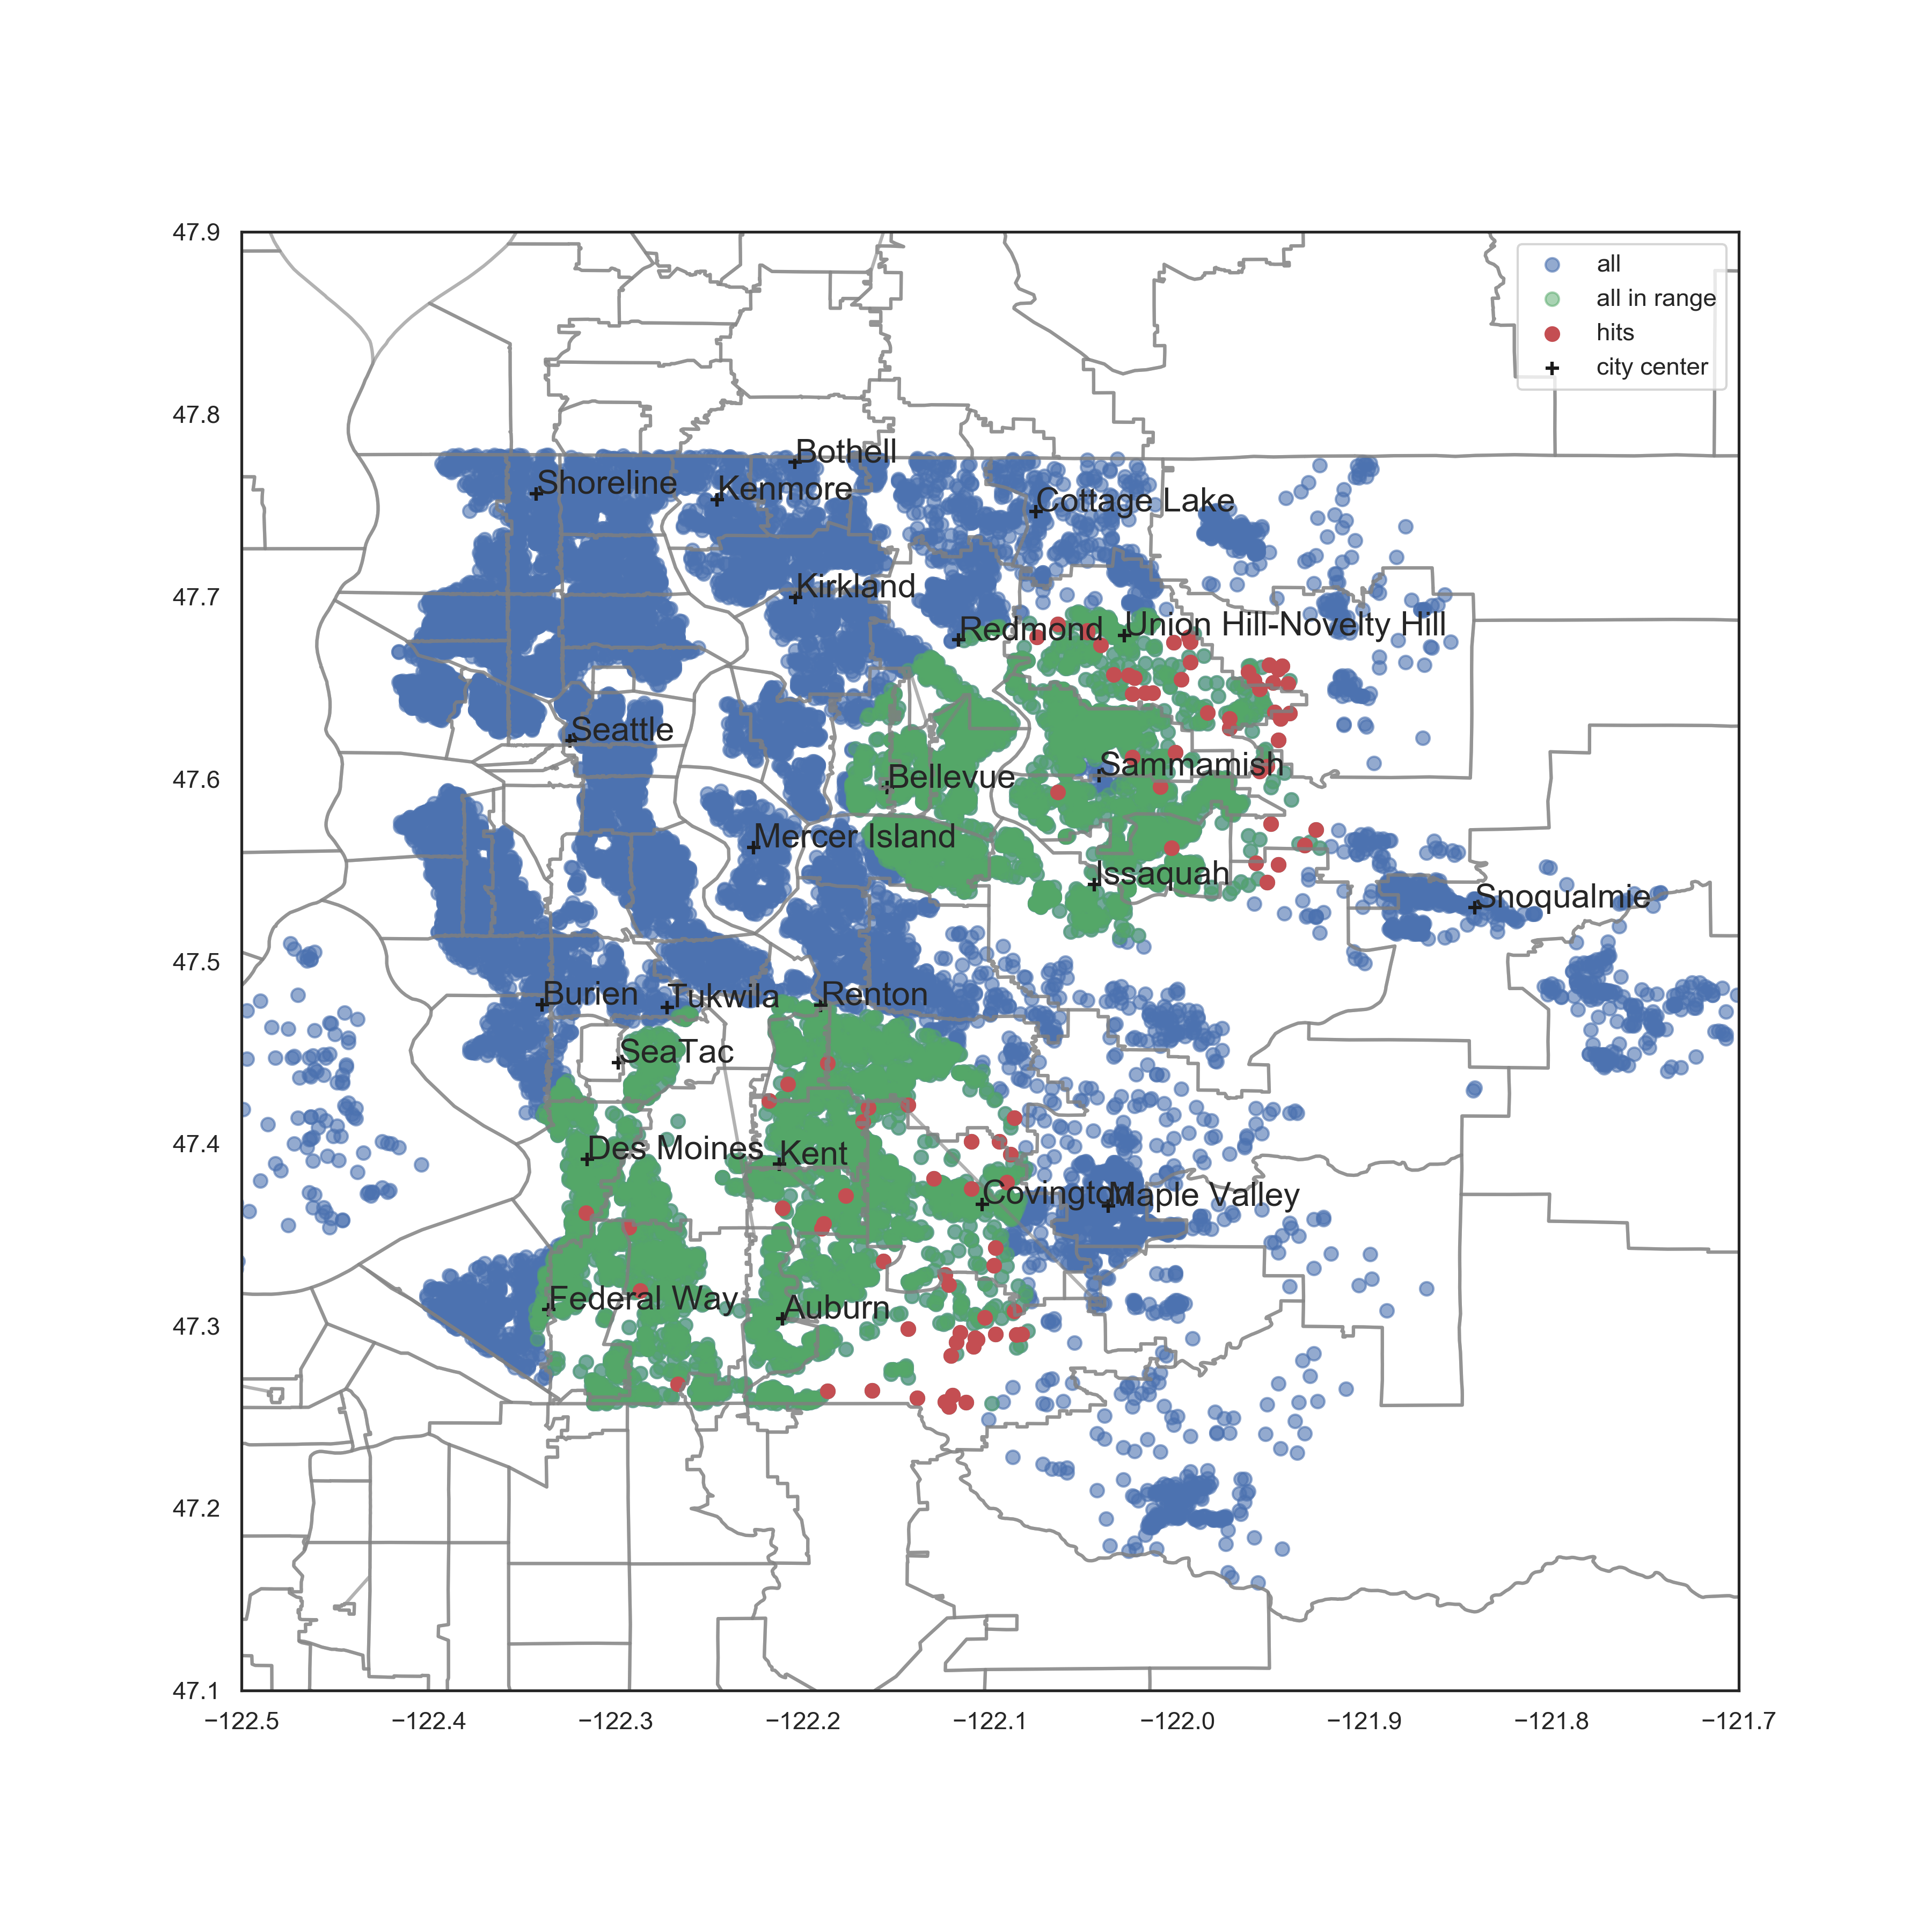 47.9
all
all in range
hits
city center
47.8
Bothell
Shoreline
Kenmore
Cottage Lake
47.7
Kirkland
Redmond
Union Hill-Novelty Hill
Seattle
47.6
Sammamish
Bellevue
Mercer Island
Issaquah
Snoqualmie
47.5
Burien
Tukwila
Renton
SeaTac
47.4
Des Moines
Kent
Covington
Maple Valley
47.3
Federal Way
Auburn
47.2
47.1
−122.5 −122.4 −122.3 −122.2 −122.1 −122.0 −121.9 −121.8 −121.7